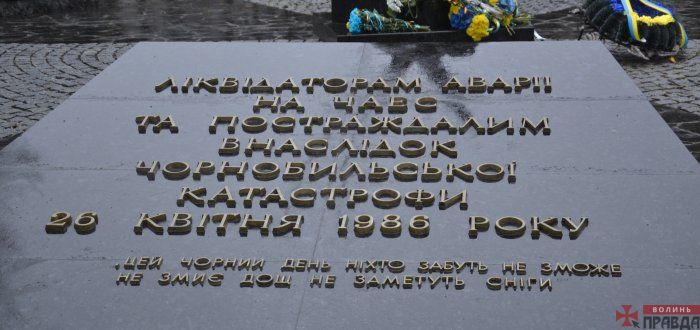 ЛІКВІДАТОРАМ АВАРІЇ
НА ЧАЕС
ТА ПОСТРАЖДАЛИМ
ВНАСЛІДОК
ЧОРНОБИЛЬСЬКОЇ
КАТАСТРОФИ
26 КВІТНЯ 1986 РОКУ
ЦЕЙ ЧОРНИЙ ДЕНЬ НІХТО ЗАБУТЬ НЕ ЗМОЖЕ
НЕ ЗМИЄ ДОЩ НЕ ЗАМЕТУТЬ СНІГИ
ВОЛИНЬ
ПРАВДА